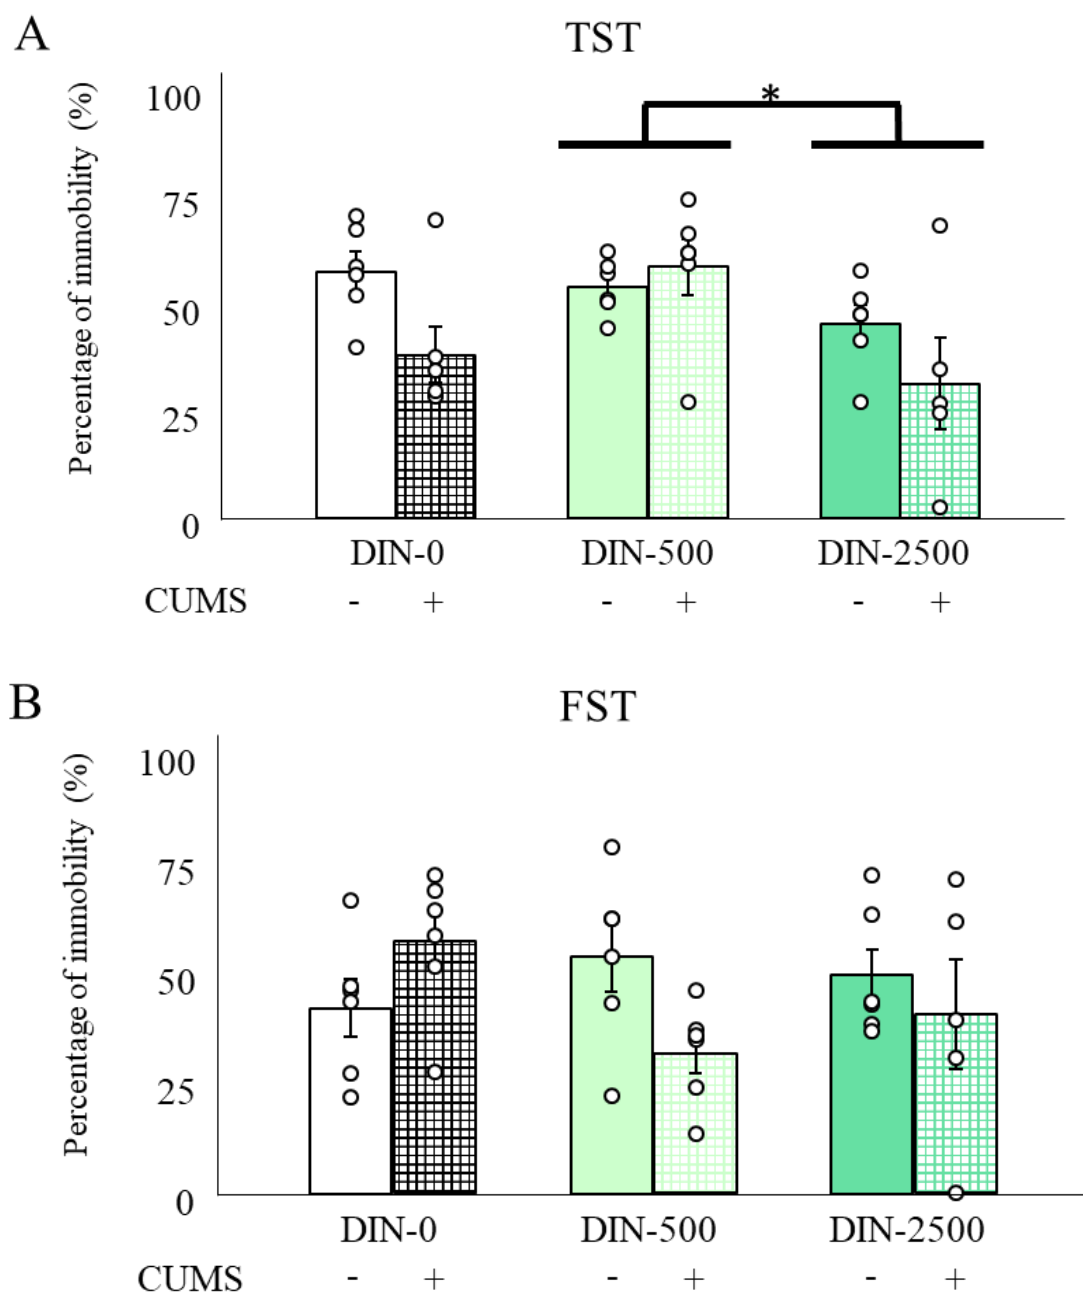 A
TST
Percentage of immobility (%)
100
75
50
25
0
*
DIN-0 DIN-500 DIN-2500
CUMS - + - + - +
B
FST
Percentage of immobility (%)
100
75
50
25
0
DIN-0 DIN-500 DIN-2500
CUMS - + - + - +